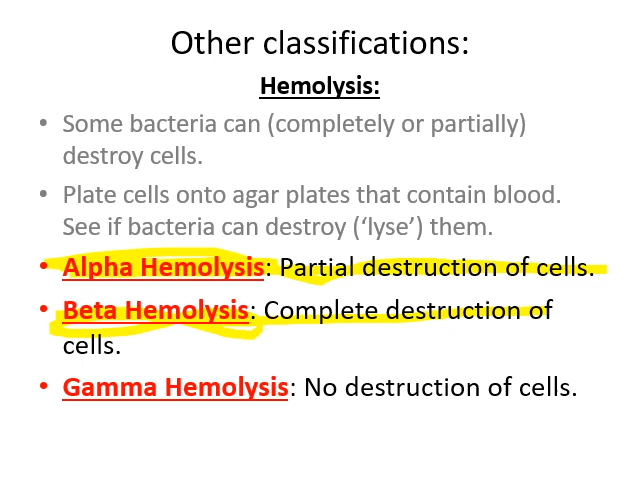 Other classifications:
Hemolysis:
• Some bacteria can (completely or partially)
destroy cells.
• Plate cells onto agar plates that contain blood.
See if bacteria can destroy (‘lyse’) them.
• Alpha Hemolysis: Partial destruction of cells.
• Beta Hemolysis: Complete destruction of
cells.
• Gamma Hemolysis: No destruction of cells.